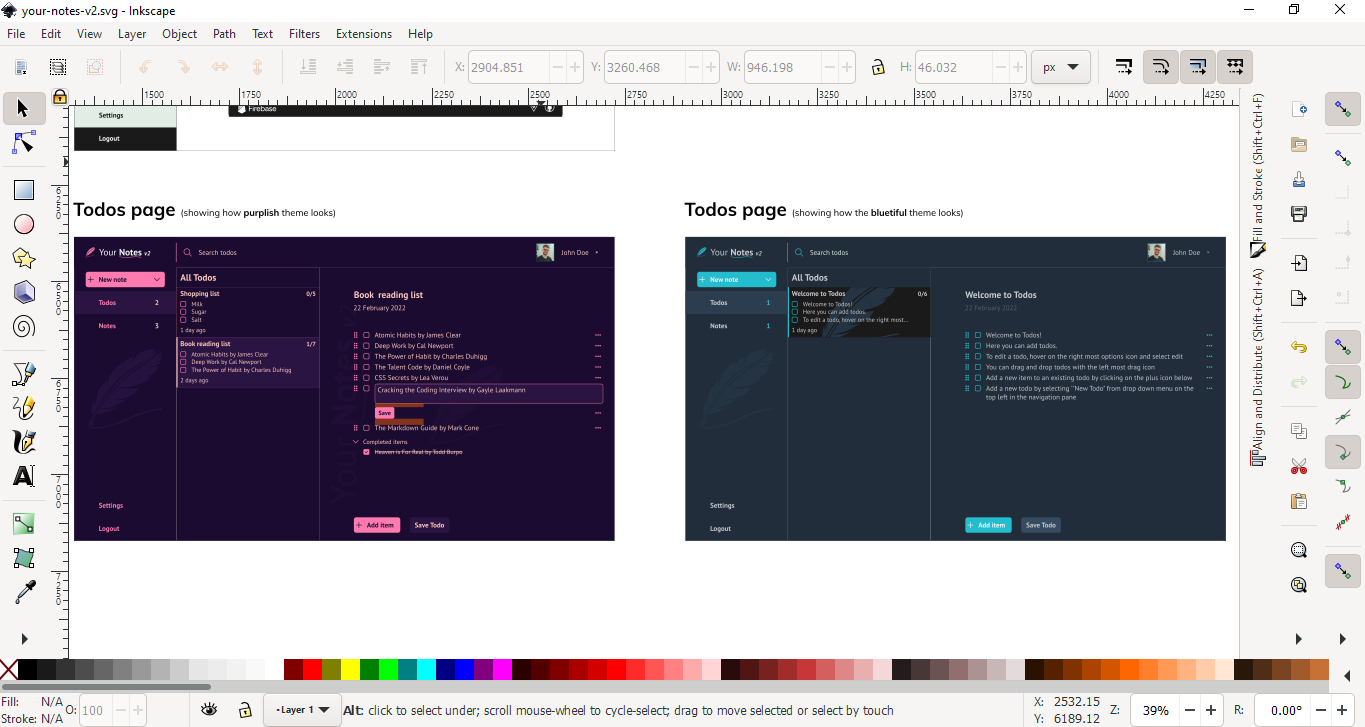 your-notes-v2.svg - Inkscape
File Edit View Layer Object Path Text Filters Extensions Help
X: 2904.851 Y: 3260.468 W: 946.198 H: 46.032 px
1500 1750 2000 2250 2500 2750 3000 3250 3500 3750 4000 4250
6250
6500
6750
7000
7250
Settings
Logout
Firebase
Todos page (showing how purplish theme looks)
Your Notes v2
Search todos
John Doe
New note
All Todos
Todos 2
Notes 3
Shopping list 0/5
Milk
Sugar
Salt
1 day ago
Book reading list 1/7
Atomic Habits by James Clear
Deep Work by Cal Newport
The Power of Habit by Charles Duhigg
2 days ago
Book reading list
22 February 2022
Atomic Habits by James Clear
Deep Work by Cal Newport
The Power of Habit by Charles Duhigg
The Talent Code by Daniel Coyle
CSS Secrets by Lea Verou
Cracking the Coding Interview by Gayle Laakmann
Save
The Markdown Guide by Mark Cone
Completed items
Heaven is For Real by Todd Burpo
Settings
Logout
+ Add item
Save Todo
Todos page (showing how the bluetiful theme looks)
Your Notes v2
Search todos
John Doe
+ New note
All Todos
Todos 1
Notes 1
Welcome to Todos 0/6
Welcome to Todos!
Here you can add todos.
To edit a todo, hover on the right most...
1 day ago
Welcome to Todos
22 February 2022
Welcome to Todos!
Here you can add todos.
To edit a todo, hover on the right most options icon and select edit
You can drag and drop todos with the left most drag icon
Add a new item to an existing todo by clicking on the plus icon below
Add a new todo by selecting "New Todo" from drop down menu on the
top left in the navigation pane
Settings
Logout
+ Add item
Save Todo
Fill and Stroke (Shift+Ctrl+F)
Align and Distribute (Shift+Ctrl+A)
Fill: N/A
Stroke: N/A
O: 100
Layer 1
Alt: click to select under; scroll mouse-wheel to cycle-select; drag to move selected or select by touch
X: 2532.15
Y: 6189.12
Z: 39%
R: 0.00°